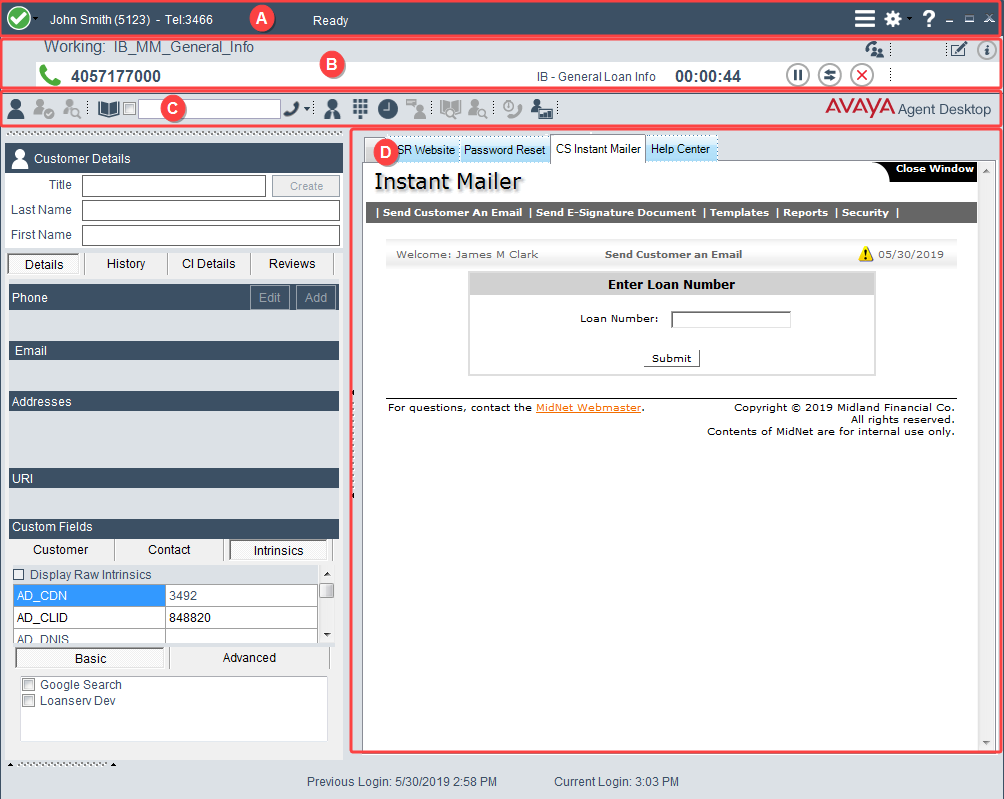 John Smith (5123) - Tel:3466 A Ready ?
Working: IB_MM_General_Info
B
4057177000 IB - General Loan Info 00:00:44
C AVAYA Agent Desktop
D SR Website Password Reset CS Instant Mailer Help Center
Customer Details
Title Create
Last Name
First Name
Details History CI Details Reviews
Phone Edit Add
Email
Addresses
URI
Custom Fields
Customer Contact Intrinsics
Display Raw Intrinsics
AD_CDN 3492
AD_CLID 848820
AD_DNIS
Basic Advanced
Google Search
Loanserv Dev
Close Window
Instant Mailer
| Send Customer An Email | Send E-Signature Document | Templates | Reports | Security |
Welcome: James M Clark Send Customer an Email 05/30/2019
Enter Loan Number
Loan Number:
Submit
For questions, contact the MidNet Webmaster. Copyright © 2019 Midland Financial Co.
All rights reserved.
Contents of MidNet are for internal use only.
Previous Login: 5/30/2019 2:58 PM Current Login: 3:03 PM